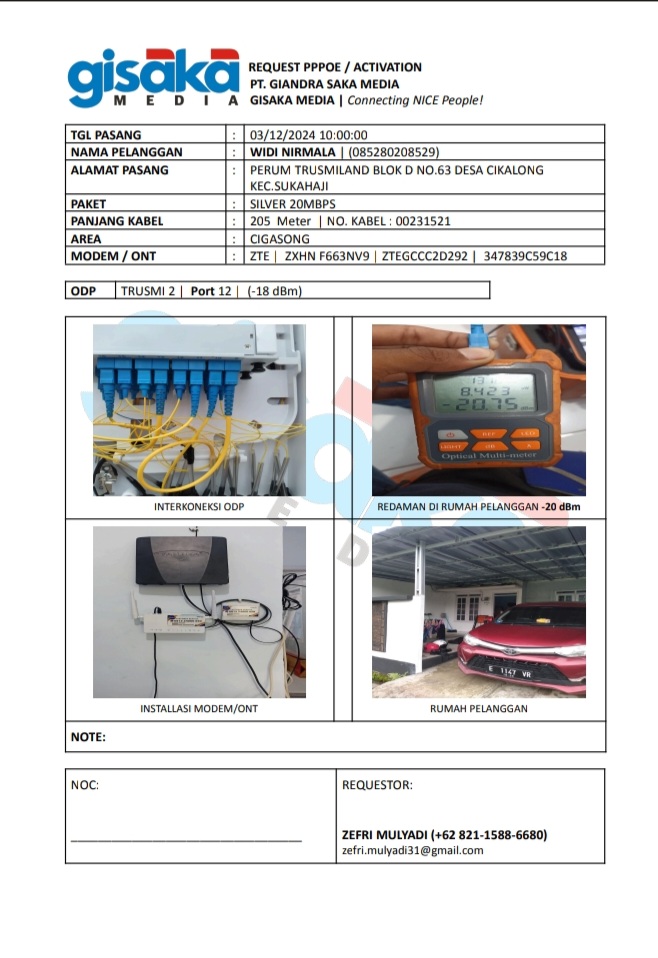 gisaka
MEDIA
REQUEST PPPOE / ACTIVATION
PT. GIANDRA SAKA MEDIA
GISAKA MEDIA | Connecting NICE People!
TGL PASANG : 03/12/2024 10:00:00
NAMA PELANGGAN : WIDI NIRMALA | (085280208529)
ALAMAT PASANG : PERUM TRUSMILAND BLOK D NO.63 DESA CIKALONG
KEC.SUKAHAJI
PAKET : SILVER 20MBPS
PANJANG KABEL : 205 Meter | NO. KABEL : 00231521
AREA : CIGASONG
MODEM / ONT : ZTE | ZXHN F663NV9 | ZTEGCCC2D292 | 347839C59C18
ODP TRUSMI 2 | Port 12 | (-18 dBm)
8.423
-20.75
REF
LED
LIGHT
Optical Multi-meter
INTERKONEKSI ODP
REDAMAN DI RUMAH PELANGGAN -20 dBm
E 1147 VR
INSTALLASI MODEM/ONT
RUMAH PELANGGAN
NOTE:
NOC:
REQUESTOR:
ZEFRI MULYADI (+62 821-1588-6680)
zefri.mulyadi31@gmail.com